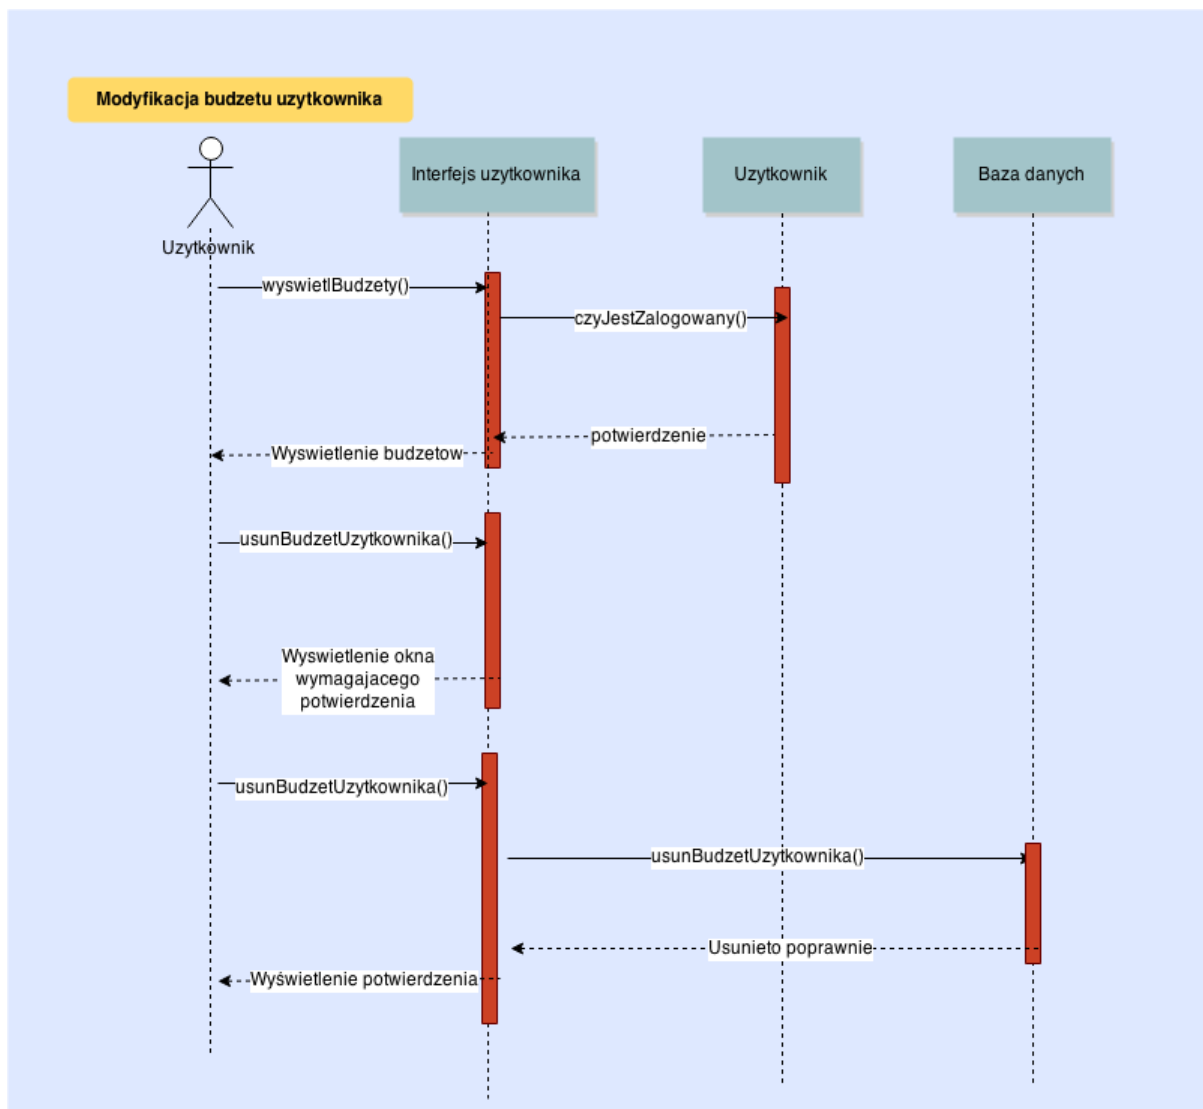 Modyfikacja budzetu uzytkownika
Interfejs uzytkownika
Uzytkownik
Baza danych
Uzytkownik
wyswietlBudzety()
czyJestZalogowany()
potwierdzenie
Wyswietlenie budzetow
usunBudzetUzytkownika()
Wyswietlenie okna
wymagajacego
potwierdzenia
usunBudzetUzytkownika()
usunBudzetUzytkownika()
Usunieto poprawnie
Wyświetlenie potwierdzenia